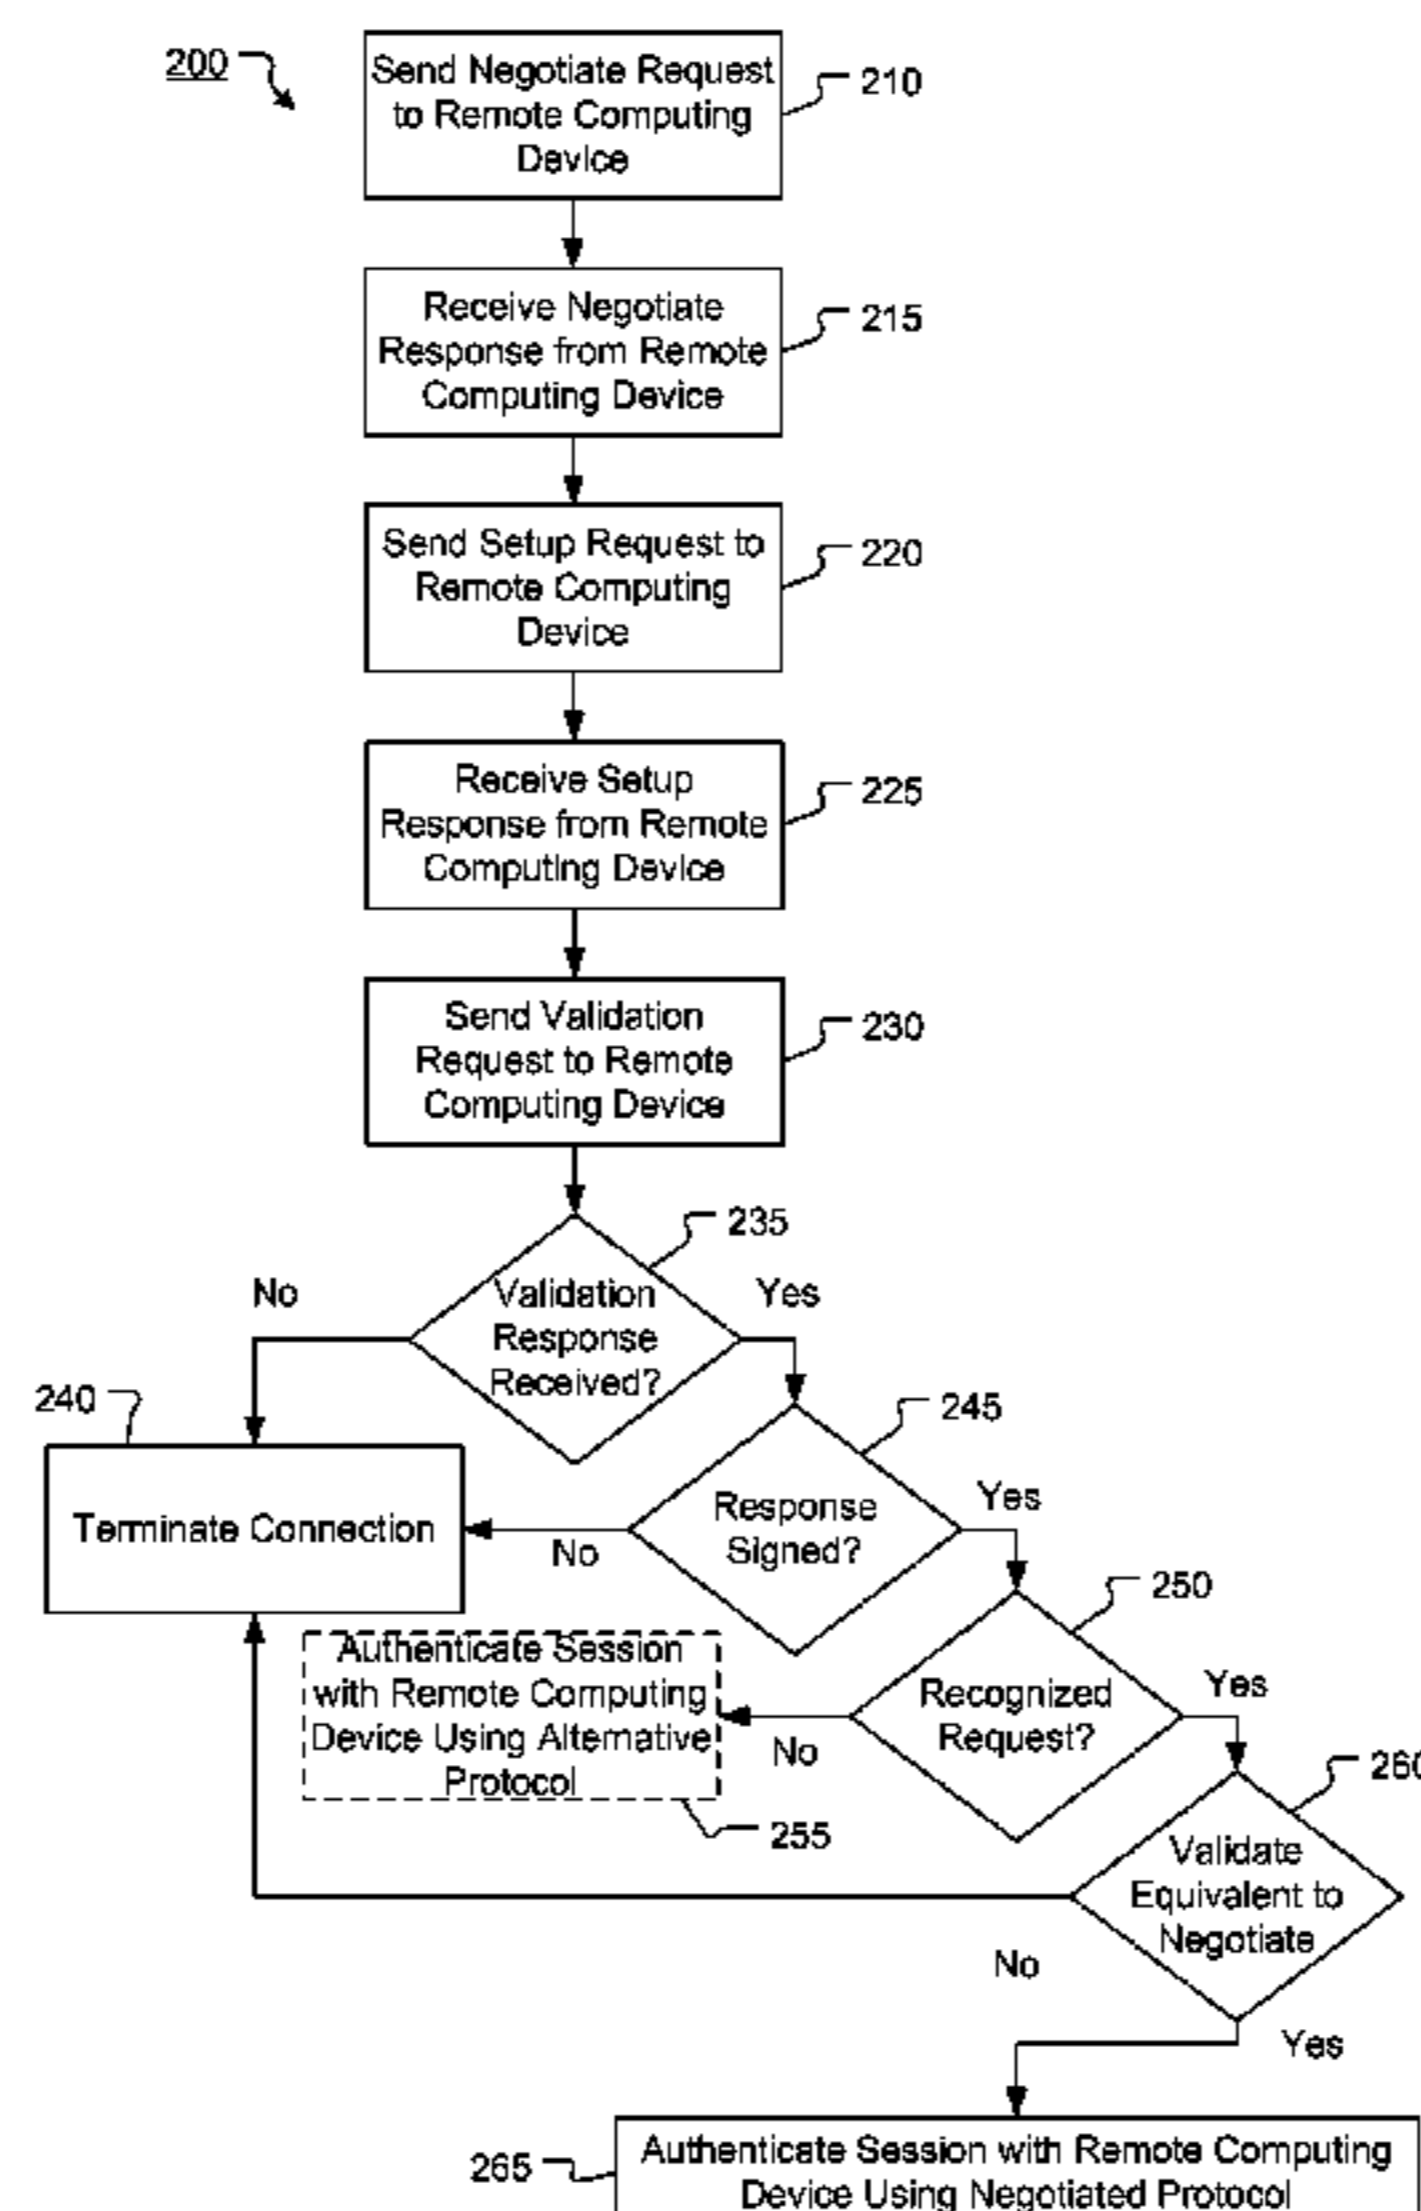 200
Send Negotiate Request
to Remote Computing
Device
210
Receive Negotiate
Response from Remote
Computing Device
215
Send Setup Request to
Remote Computing
Device
220
Receive Setup
Response from Remote
Computing Device
225
Send Validation
Request to Remote
Computing Device
230
235
No
Validation
Response
Received?
Yes
240
Terminate Connection
245
Response
Signed?
Yes
No
250
Recognized
Request?
Yes
No
Authenticate Session
with Remote Computing
Device Using Alternative
Protocol
255
260
Validate
Equivalent to
Negotiate
No
Yes
265
Authenticate Session with Remote Computing
Device Using Negotiated Protocol